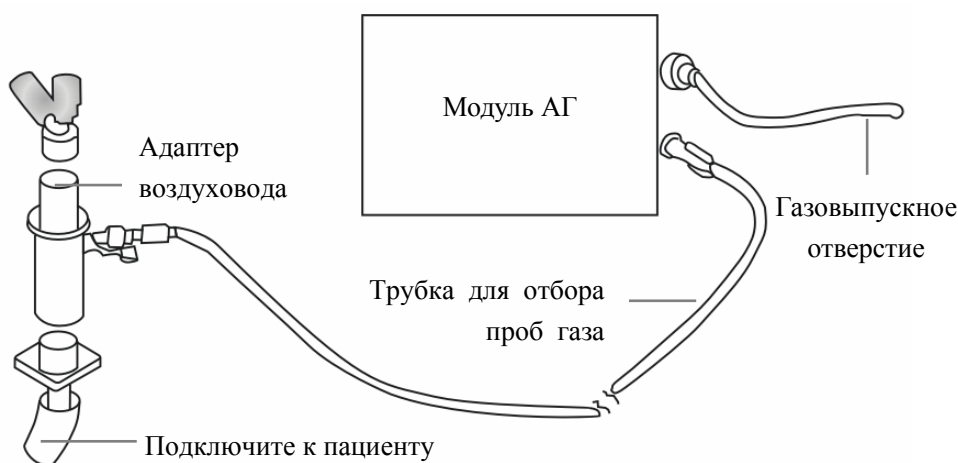 Модуль АГ
Адаптер
воздуховода
Газовыпускное
отверстие
Трубка для отбора
проб газа
Подключите к пациенту